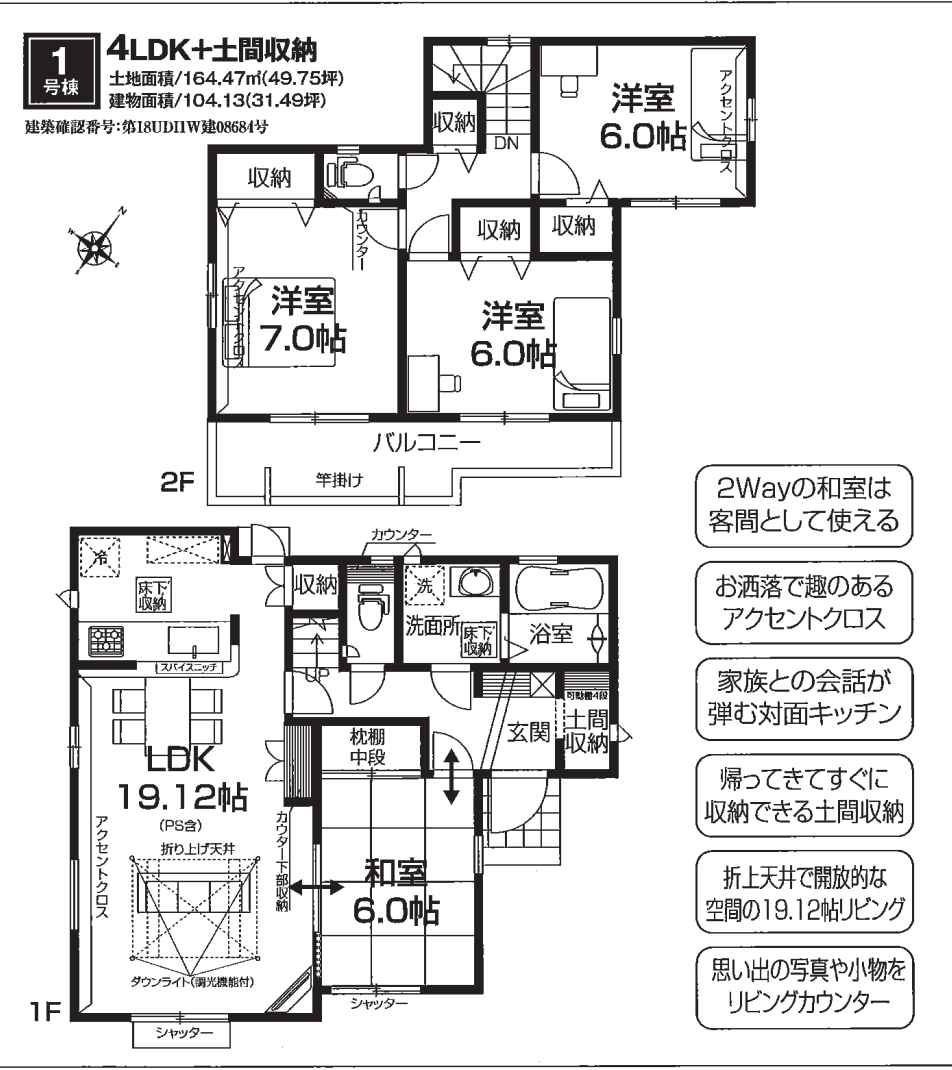 1
号棟
4LDK+土間収納
土地面積/164.47㎡(49.75坪)
建物面積/104.13(31.49坪)
建築確認番号:第18UDI1W建08684号
N
W
E
S
収納
DN
洋室
6.0帖
アクセントクロス
収納
カウンター
収納
収納
アクセントクロス
洋室
7.0帖
洋室
6.0帖
バルコニー
竿掛け
2F
2Wayの和室は
客間として使える
お洒落で趣のある
アクセントクロス
家族との会話が
弾む対面キッチン
帰ってきてすぐに
収納できる土間収納
折上天井で開放的な
空間の19.12帖リビング
思い出の写真や小物を
リビングカウンター
カウンター
冷
床下
収納
収納
洗
洗面所
床下
収納
浴室
スパイスニッチ
UP
可動棚4段
玄関
土間
収納
枕棚
中段
LDK
19.12帖
(PS含)
折り上げ天井
アクセントクロス
カウター下部収納
和室
6.0帖
ダウンライト(調光機能付)
シャッター
シャッター
1F